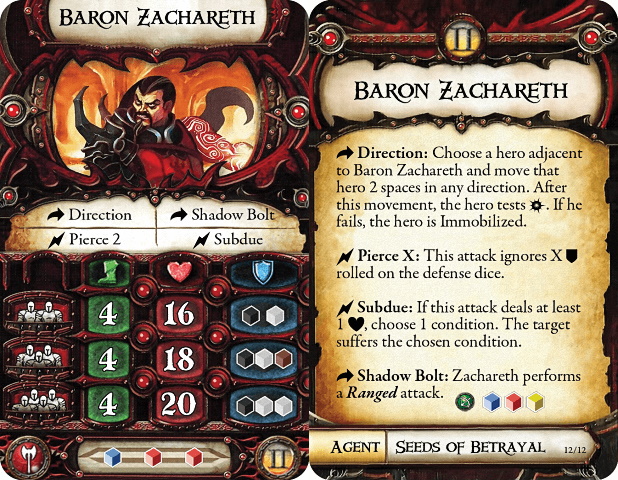 BARON ZACHARETH
Direction
Shadow Bolt
Pierce 2
Subdue
4 16
4 18
4 20
II
II
BARON ZACHARETH
Direction: Choose a hero adjacent
to Baron Zachareth and move that
hero 2 spaces in any direction. After
this movement, the hero tests . If he
fails, the hero is Immobilized.
Pierce X: This attack ignores X
rolled on the defense dice.
Subdue: If this attack deals at least
1 , choose 1 condition. The target
suffers the chosen condition.
Shadow Bolt: Zachareth performs
a Ranged attack.
AGENT SEEDS OF BETRAYAL 12/12